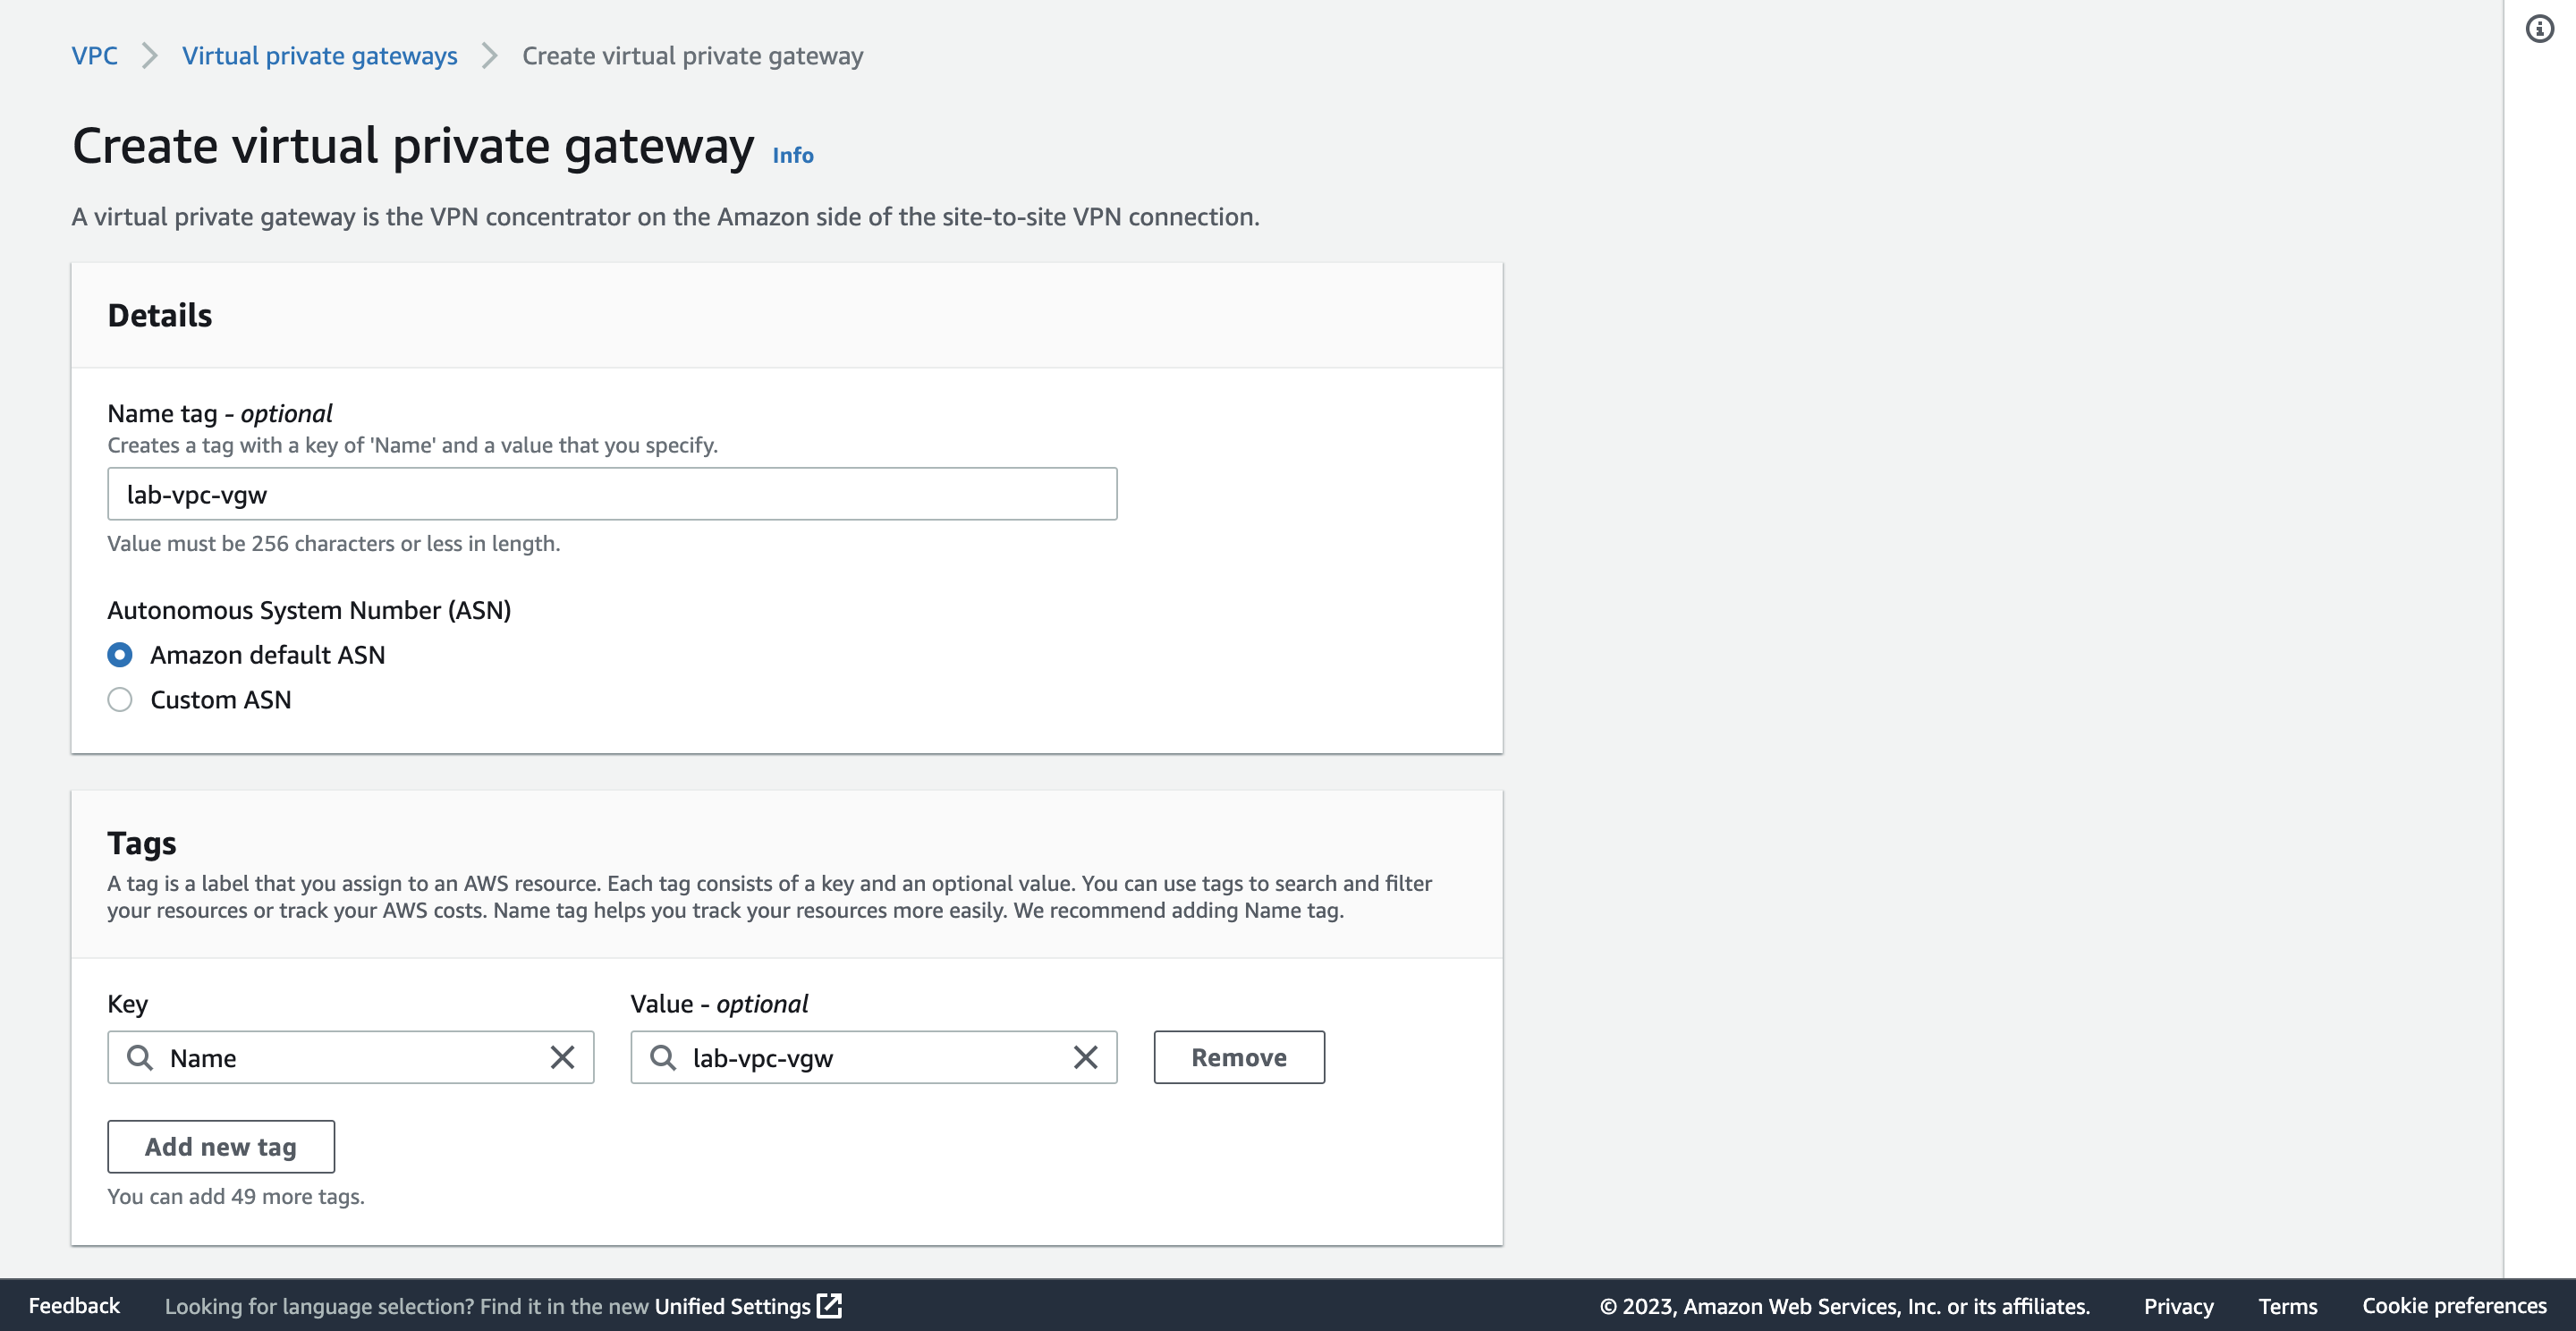 VPC > Virtual private gateways > Create virtual private gateway
Create virtual private gateway Info
A virtual private gateway is the VPN concentrator on the Amazon side of the site-to-site VPN connection.
Details
Name tag - optional
Creates a tag with a key of 'Name' and a value that you specify.
lab-vpc-vgw
Value must be 256 characters or less in length.
Autonomous System Number (ASN)
Amazon default ASN
Custom ASN
Tags
A tag is a label that you assign to an AWS resource. Each tag consists of a key and an optional value. You can use tags to search and filter
your resources or track your AWS costs. Name tag helps you track your resources more easily. We recommend adding Name tag.
Key Value - optional
Name lab-vpc-vgw Remove
Add new tag
You can add 49 more tags.
Feedback Looking for language selection? Find it in the new Unified Settings © 2023, Amazon Web Services, Inc. or its affiliates. Privacy Terms Cookie preferences